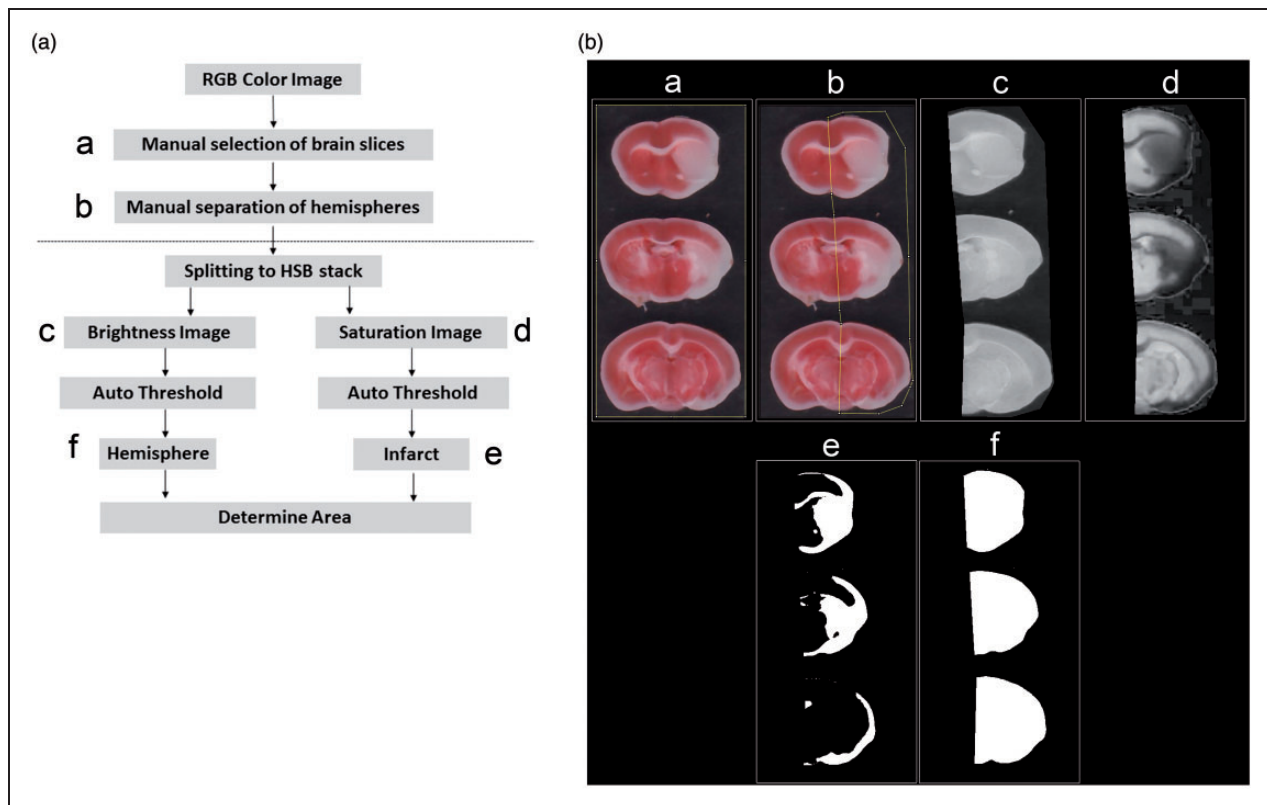 (a)
RGB Color Image
a
Manual selection of brain slices
b
Manual separation of hemispheres
Splitting to HSB stack
c
Brightness Image
Saturation Image
d
Auto Threshold
Auto Threshold
f
Hemisphere
Infarct
e
Determine Area
(b)
a
b
c
d
e
f